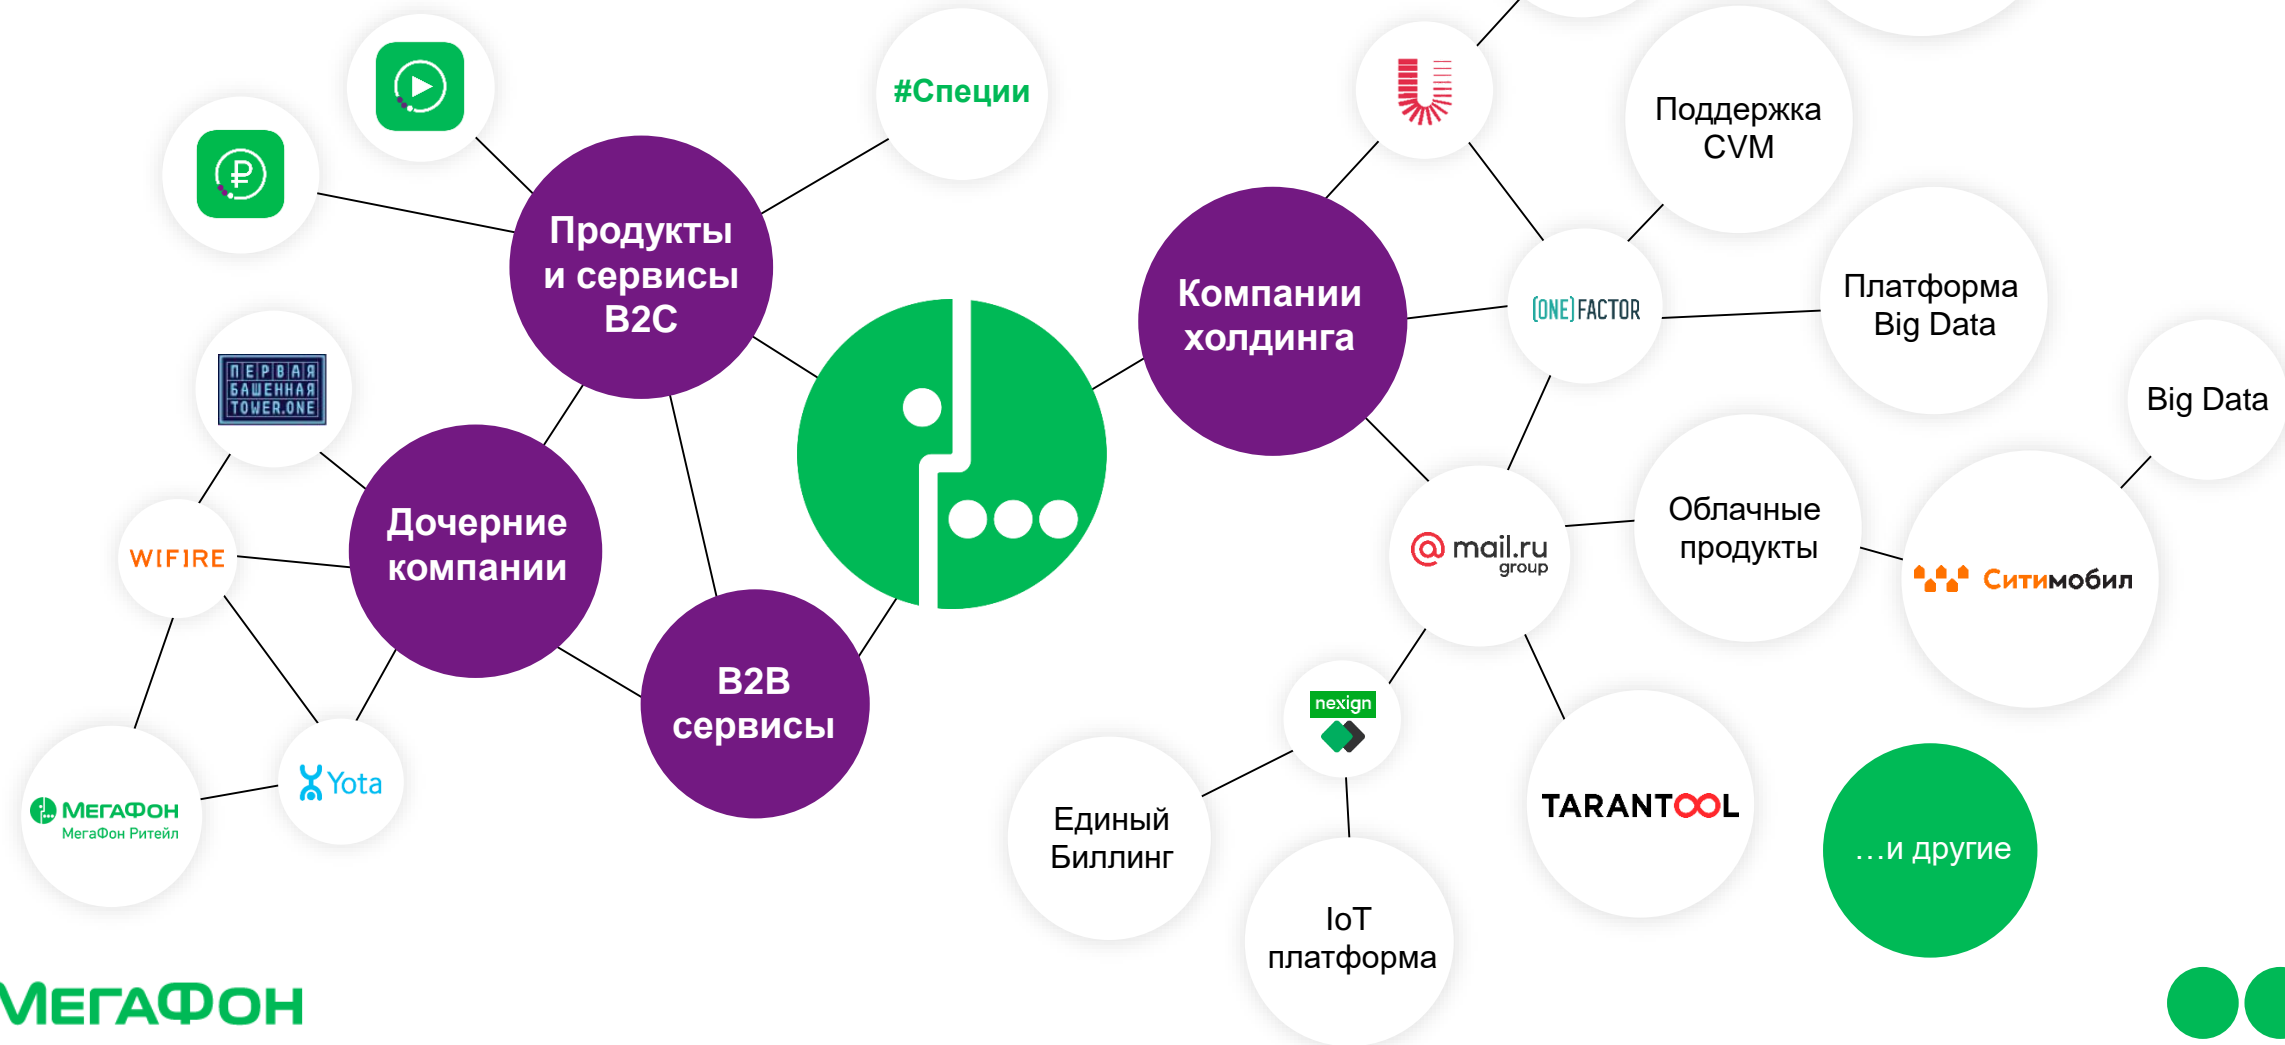 #Специи
Продукты
и сервисы
B2C
ПЕРВАЯ
БАШЕННАЯ
TOWER.ONE
Дочерние
компании
WIFIRE
B2B
сервисы
МЕГАФОН
МегаФон Ритейл
Yota
Компании
холдинга
Поддержка
CVM
[ONE]FACTOR
Платформа
Big Data
Big Data
Облачные
продукты
@mail.ru
group
Ситимобил
nexign
Единый
Биллинг
IoT
платформа
TARANTOOL
…и другие
МЕГАФОН